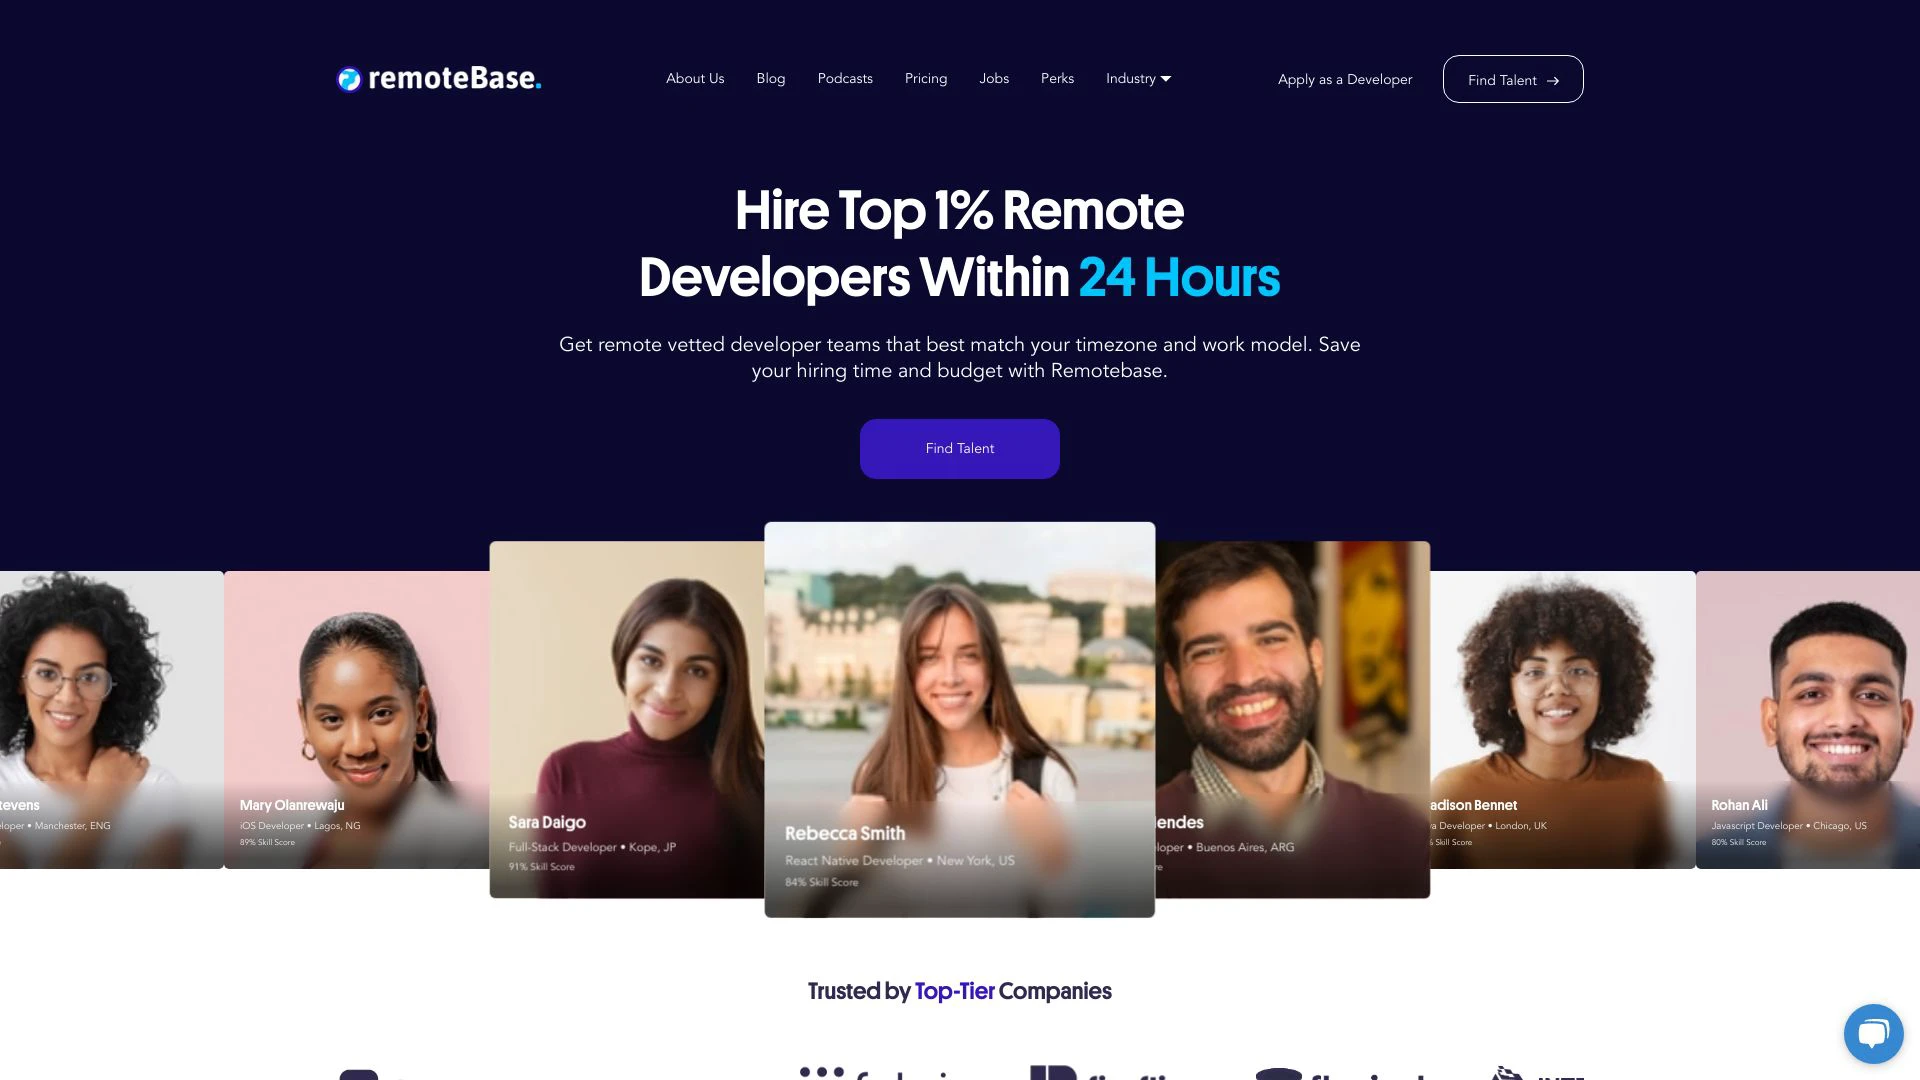 remoteBase.
About Us
Blog
Podcasts
Pricing
Jobs
Perks
Industry
Apply as a Developer
Find Talent →
Hire Top 1% Remote
Developers Within 24 Hours
Get remote vetted developer teams that best match your timezone and work model. Save
your hiring time and budget with Remotebase.
Find Talent
tevens
loper • Manchester, ENG
Mary Olanrewaju
iOS Developer • Lagos, NG
89% Skill Score
Sara Daigo
Full-Stack Developer • Kope, JP
91% Skill Score
Rebecca Smith
React Native Developer • New York, US
84% Skill Score
endes
loper • Buenos Aires, ARG
re
adison Bennet
a Developer • London, UK
Skill Score
Rohan Ali
Javascript Developer • Chicago, US
80% Skill Score
Trusted by Top-Tier Companies